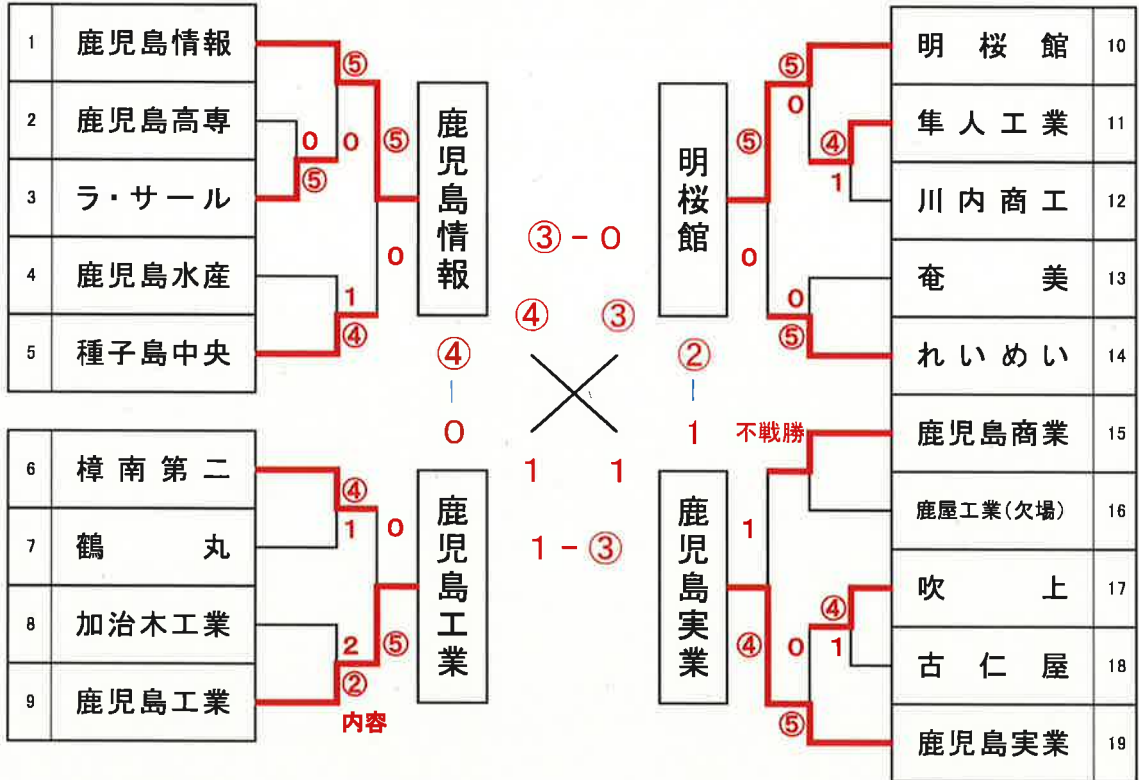 1 鹿児島情報
2 鹿児島高専
3 ラ・サール
4 鹿児島水産
5 種子島中央
6 樟南第二
7 鶴丸
8 加治木工業
9 鹿児島工業
⑤
0
0
⑤
⑤
0
1
④
④
1
0
2
②
⑤
内容
鹿児島情報
鹿児島工業
③-0
④ ③
④ ②
0 1
1 1
1-③
明桜館
鹿児島実業
⑤
0
⑤
④
1
0
0
⑤
不戦勝
1
④
1
④
0
⑤
明桜館 10
隼人工業 11
川内商工 12
奄美 13
れいめい 14
鹿児島商業 15
鹿屋工業(欠場) 16
吹上 17
古仁屋 18
鹿児島実業 19